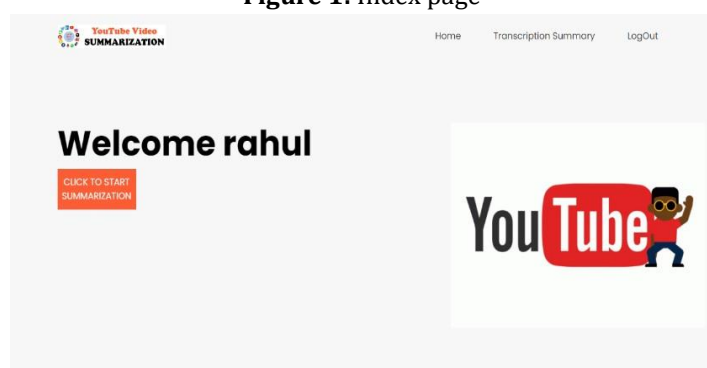 Figure 1. Index page
YouTube Video
SUMMARIZATION
Home Transcription Summary LogOut
Welcome rahul
CLICK TO START
SUMMARIZATION
YouTube